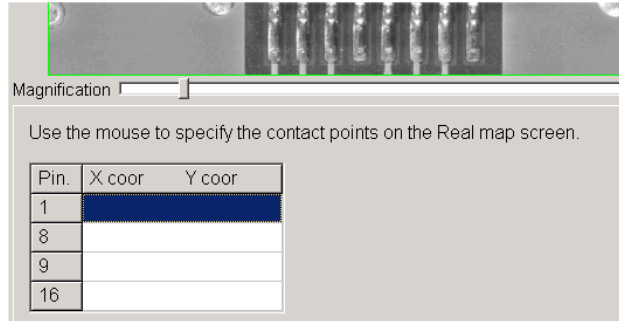 Magnification
Use the mouse to specify the contact points on the Real map screen.
Pin. X coor Y coor
1
8
9
16